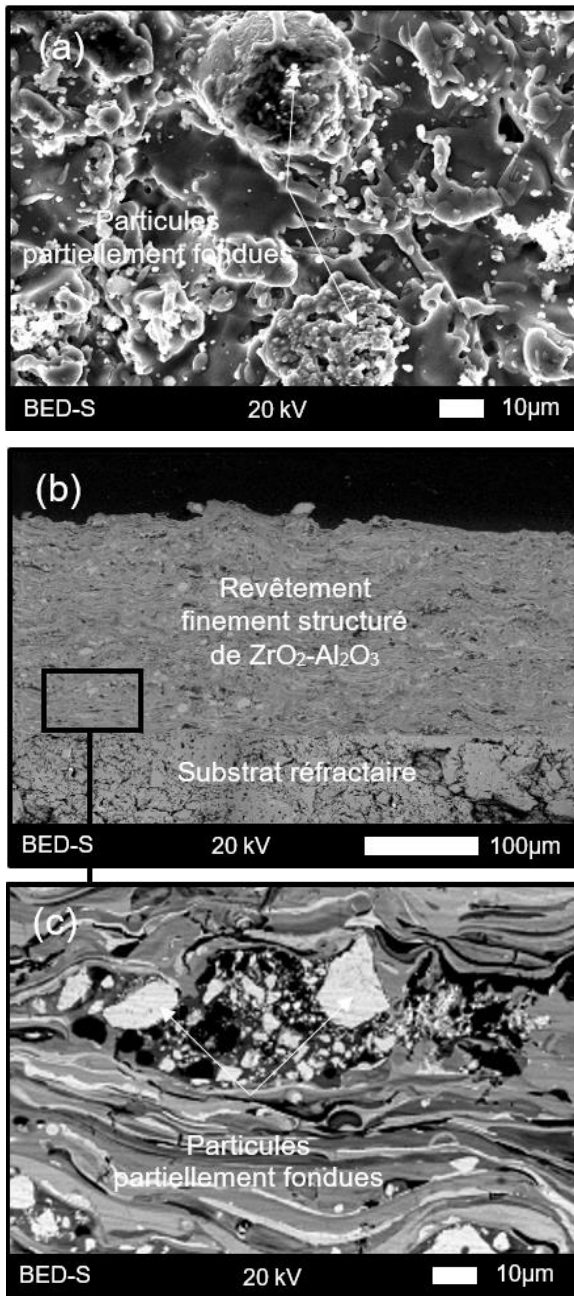 (a)
Particules
partiellement fondues
BED-S 20 kV 10µm
(b)
Revêtement
finement structuré
de ZrO₂-Al₂O₃
Substrat réfractaire
BED-S 20 kV 100µm
(c)
Particules
partiellement fondues
BED-S 20 kV 10µm